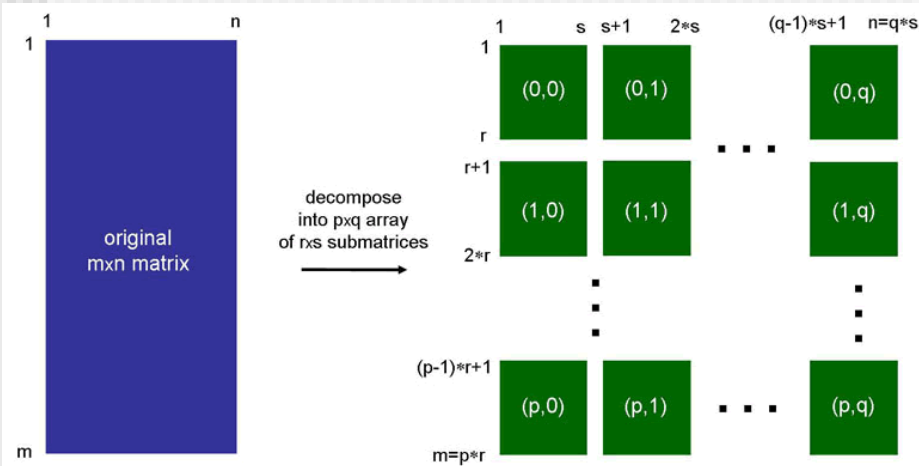 1 n
1
original
mxn matrix
m
decompose
into pxq array
of rxs submatrices
1 s s+1 2*s (q-1)*s+1 n=q*s
1
(0,0) (0,1) (0,q)
r
r+1
(1,0) (1,1) (1,q)
2*r
(p-1)*r+1
(p,0) (p,1) (p,q)
m=p*r